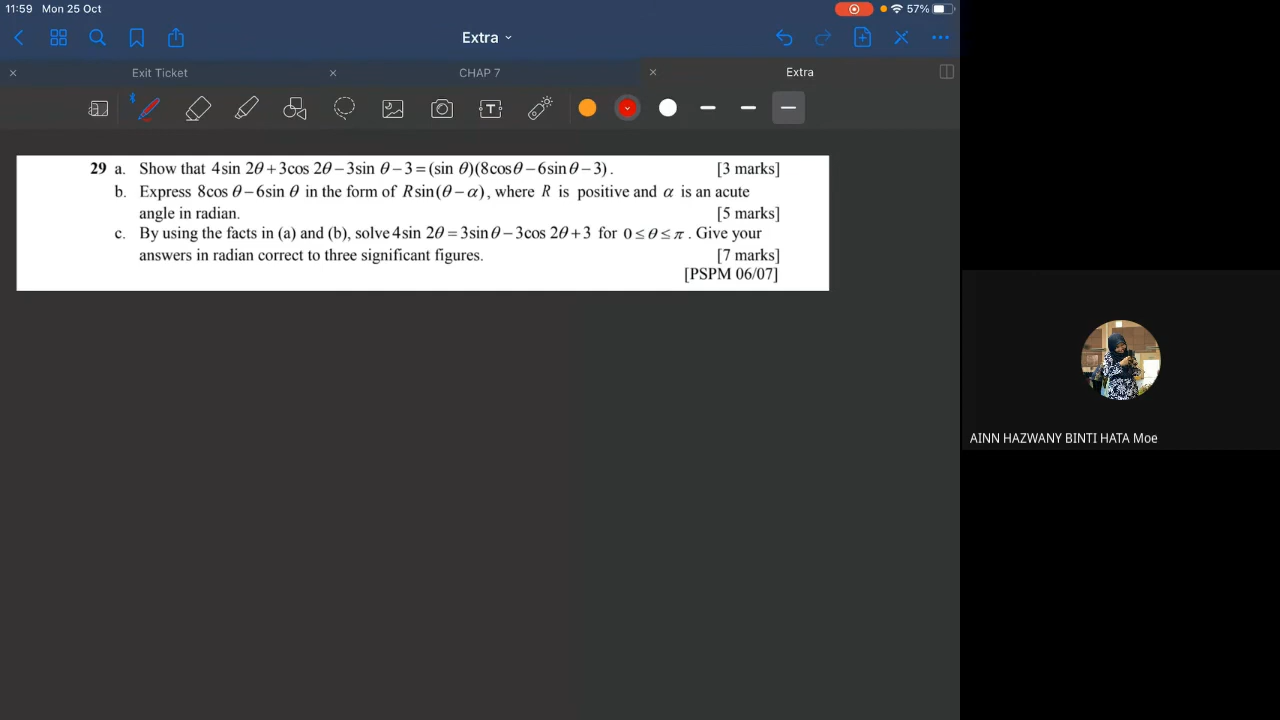 11:59 Mon 25 Oct
57%
Extra
Exit Ticket
CHAP 7
Extra
T
29 a. Show that 4sin 2θ + 3cos 2θ − 3sin θ − 3 = (sin θ)(8cosθ − 6sinθ − 3). [3 marks]
b. Express 8cos θ − 6sin θ in the form of R sin(θ − α), where R is positive and α is an acute
angle in radian. [5 marks]
c. By using the facts in (a) and (b), solve 4sin 2θ = 3sinθ − 3cos 2θ + 3 for 0 ≤ θ ≤ π. Give your
answers in radian correct to three significant figures. [7 marks]
[PSPM 06/07]
AINN HAZWANY BINTI HATA Moe